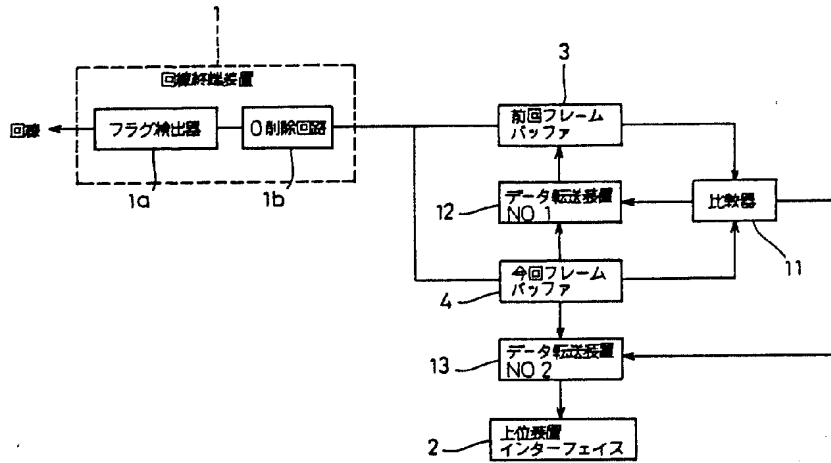 1
回線終端装置
回線
フラグ検出器
0削除回路
1a
1b
3
前回フレーム
バッファ
12
データ転送装置
NO 1
比較器
11
4
今回フレーム
バッファ
13
データ転送装置
NO 2
2
上位装置
インターフェイス